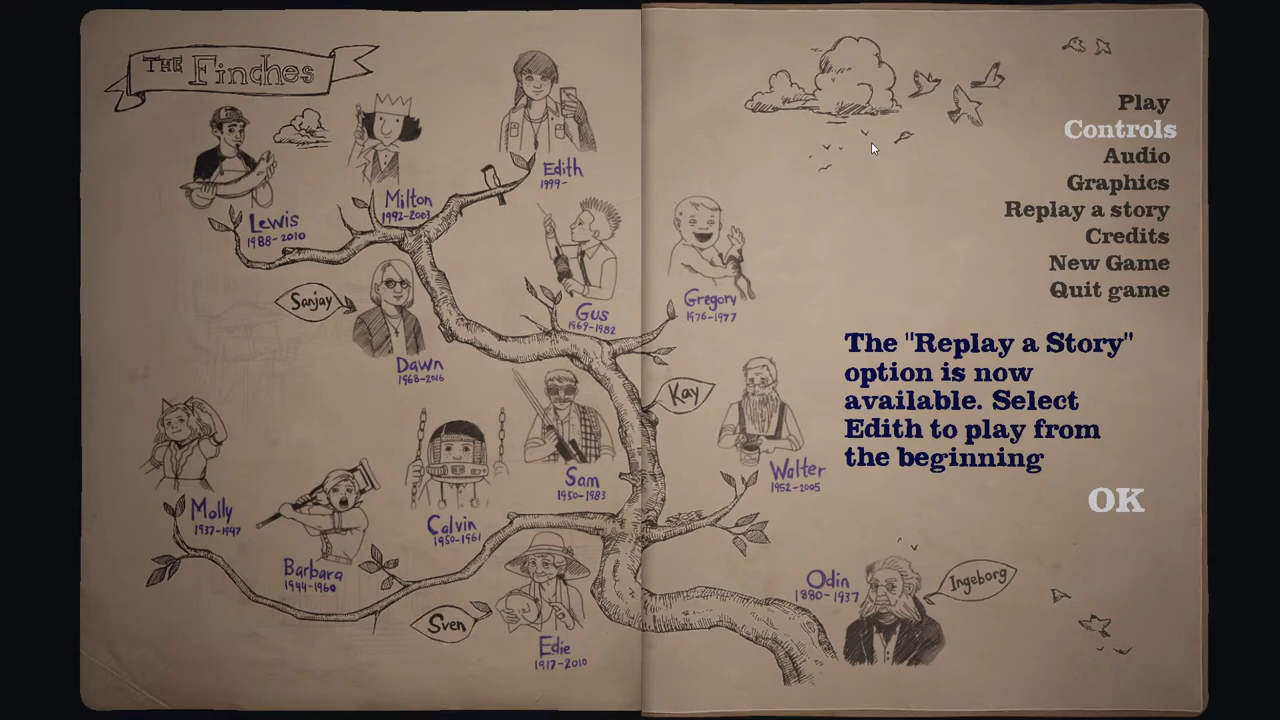 THE Finches
Edith
1999-
Milton
1992-2003
Lewis
1988-2010
Sanjay
Dawn
1968-2016
Gus
1969-1982
Gregory
1976-1977
Kay
Sam
1950-1983
Walter
1952-2005
Molly
1937-1947
Barbara
1944-1960
Calvin
1950-1961
Sven
Edie
1917-2010
Odin
1880-1937
Ingeborg
Play
Controls
Audio
Graphics
Replay a story
Credits
New Game
Quit game
The "Replay a Story"
option is now
available. Select
Edith to play from
the beginning
OK